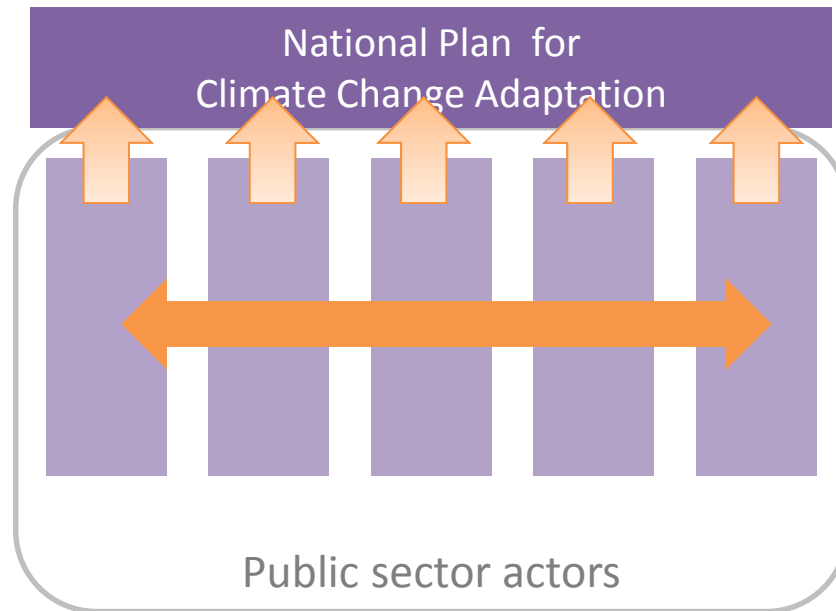 National Plan for
Climate Change Adaptation
Public sector actors